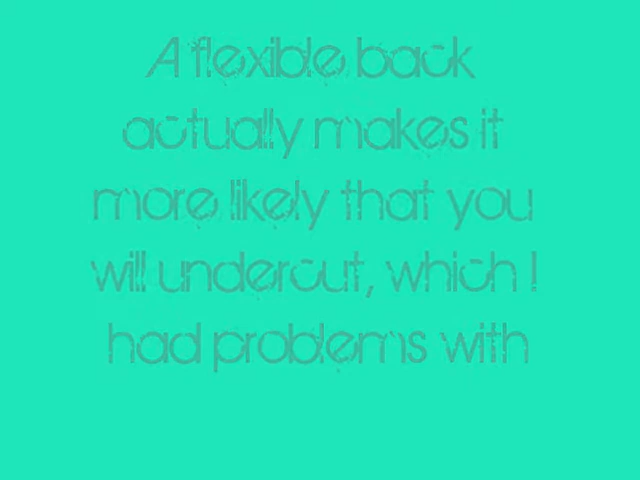 A flexible back
actually makes it
more likely that you
will undercut, which I
had problems with